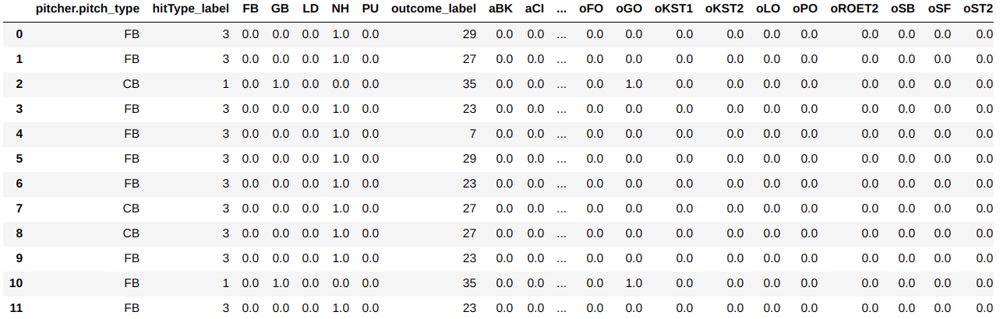 pitcher.pitch_type hitType_label FB GB LD NH PU outcome_label aBK aCI ... oFO oGO oKST1 oKST2 oLO oPO oROET2 oSB oSF oST2
0 FB 3 0.0 0.0 0.0 1.0 0.0 29 0.0 0.0 ... 0.0 0.0 0.0 0.0 0.0 0.0 0.0 0.0 0.0 0.0
1 FB 3 0.0 0.0 0.0 1.0 0.0 27 0.0 0.0 ... 0.0 0.0 0.0 0.0 0.0 0.0 0.0 0.0 0.0 0.0
2 CB 1 0.0 1.0 0.0 0.0 0.0 35 0.0 0.0 ... 0.0 1.0 0.0 0.0 0.0 0.0 0.0 0.0 0.0 0.0
3 FB 3 0.0 0.0 0.0 1.0 0.0 23 0.0 0.0 ... 0.0 0.0 0.0 0.0 0.0 0.0 0.0 0.0 0.0 0.0
4 FB 3 0.0 0.0 0.0 1.0 0.0 7 0.0 0.0 ... 0.0 0.0 0.0 0.0 0.0 0.0 0.0 0.0 0.0 0.0
5 FB 3 0.0 0.0 0.0 1.0 0.0 29 0.0 0.0 ... 0.0 0.0 0.0 0.0 0.0 0.0 0.0 0.0 0.0 0.0
6 FB 3 0.0 0.0 0.0 1.0 0.0 23 0.0 0.0 ... 0.0 0.0 0.0 0.0 0.0 0.0 0.0 0.0 0.0 0.0
7 CB 3 0.0 0.0 0.0 1.0 0.0 27 0.0 0.0 ... 0.0 0.0 0.0 0.0 0.0 0.0 0.0 0.0 0.0 0.0
8 CB 3 0.0 0.0 0.0 1.0 0.0 27 0.0 0.0 ... 0.0 0.0 0.0 0.0 0.0 0.0 0.0 0.0 0.0 0.0
9 FB 3 0.0 0.0 0.0 1.0 0.0 23 0.0 0.0 ... 0.0 0.0 0.0 0.0 0.0 0.0 0.0 0.0 0.0 0.0
10 FB 1 0.0 1.0 0.0 0.0 0.0 35 0.0 0.0 ... 0.0 1.0 0.0 0.0 0.0 0.0 0.0 0.0 0.0 0.0
11 FB 3 0.0 0.0 0.0 1.0 0.0 23 0.0 0.0 ... 0.0 0.0 0.0 0.0 0.0 0.0 0.0 0.0 0.0 0.0